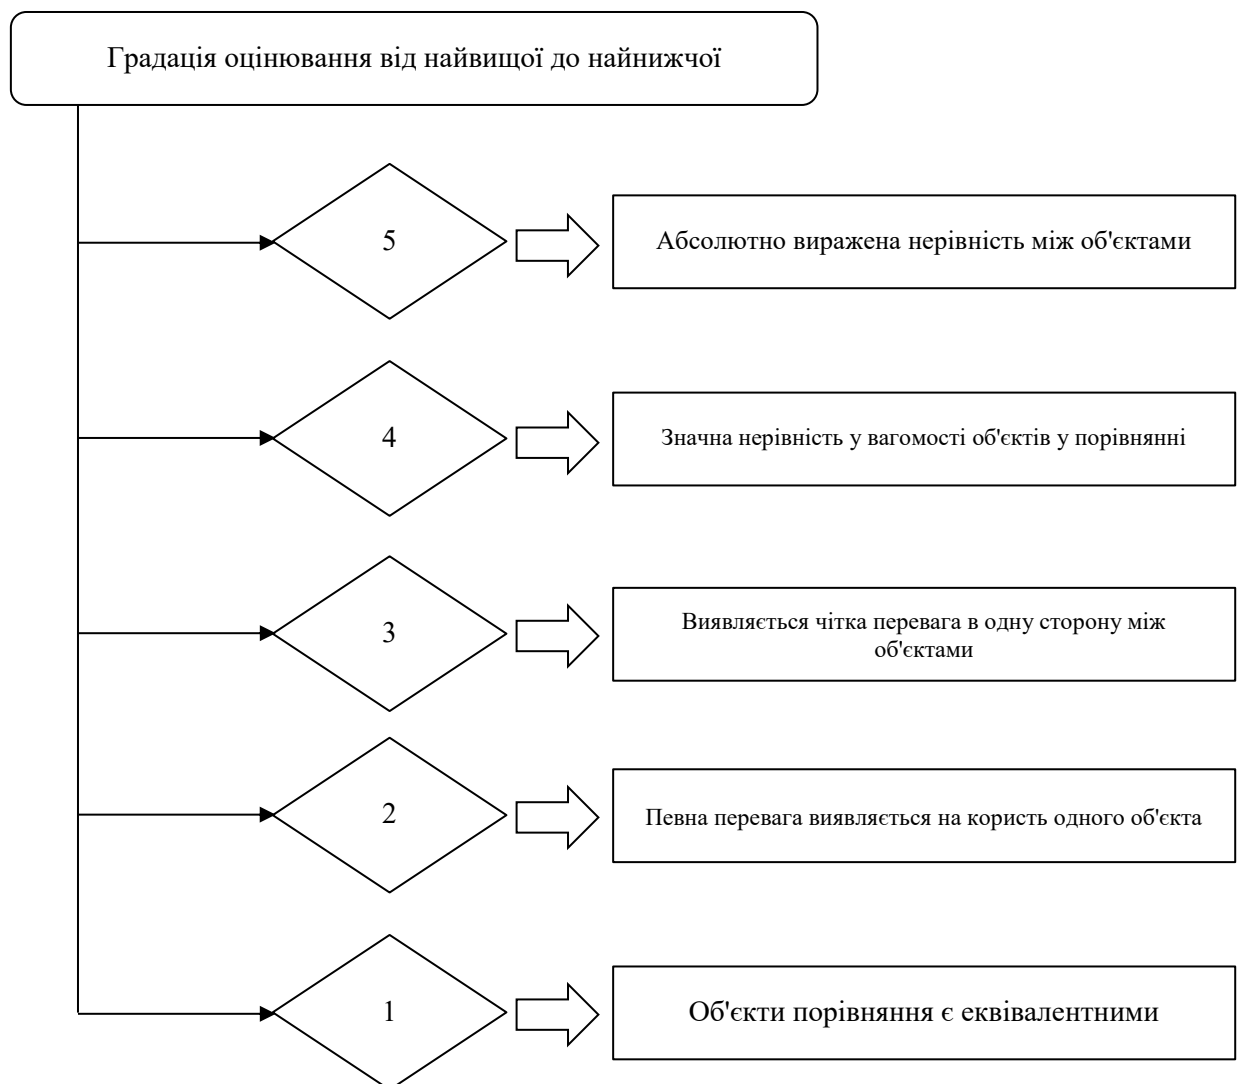 Градація оцінювання від найвищої до найнижчої
5
Абсолютно виражена нерівність між об'єктами
4
Значна нерівність у вагомості об'єктів у порівнянні
3
Виявляється чітка перевага в одну сторону між
об'єктами
2
Певна перевага виявляється на користь одного об'єкта
1
Об'єкти порівняння є еквівалентними